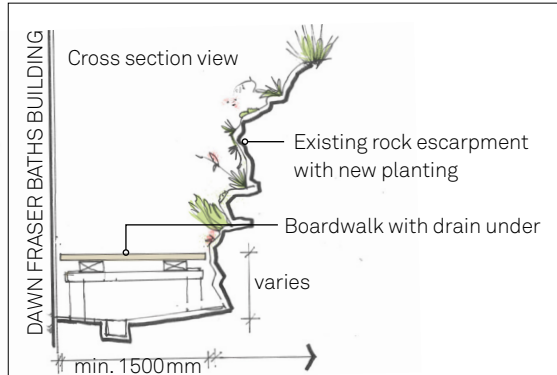 Cross section view
DAWN FRASER BATHS BUILDING
Existing rock escarpment
with new planting
Boardwalk with drain under
varies
min. 1500mm